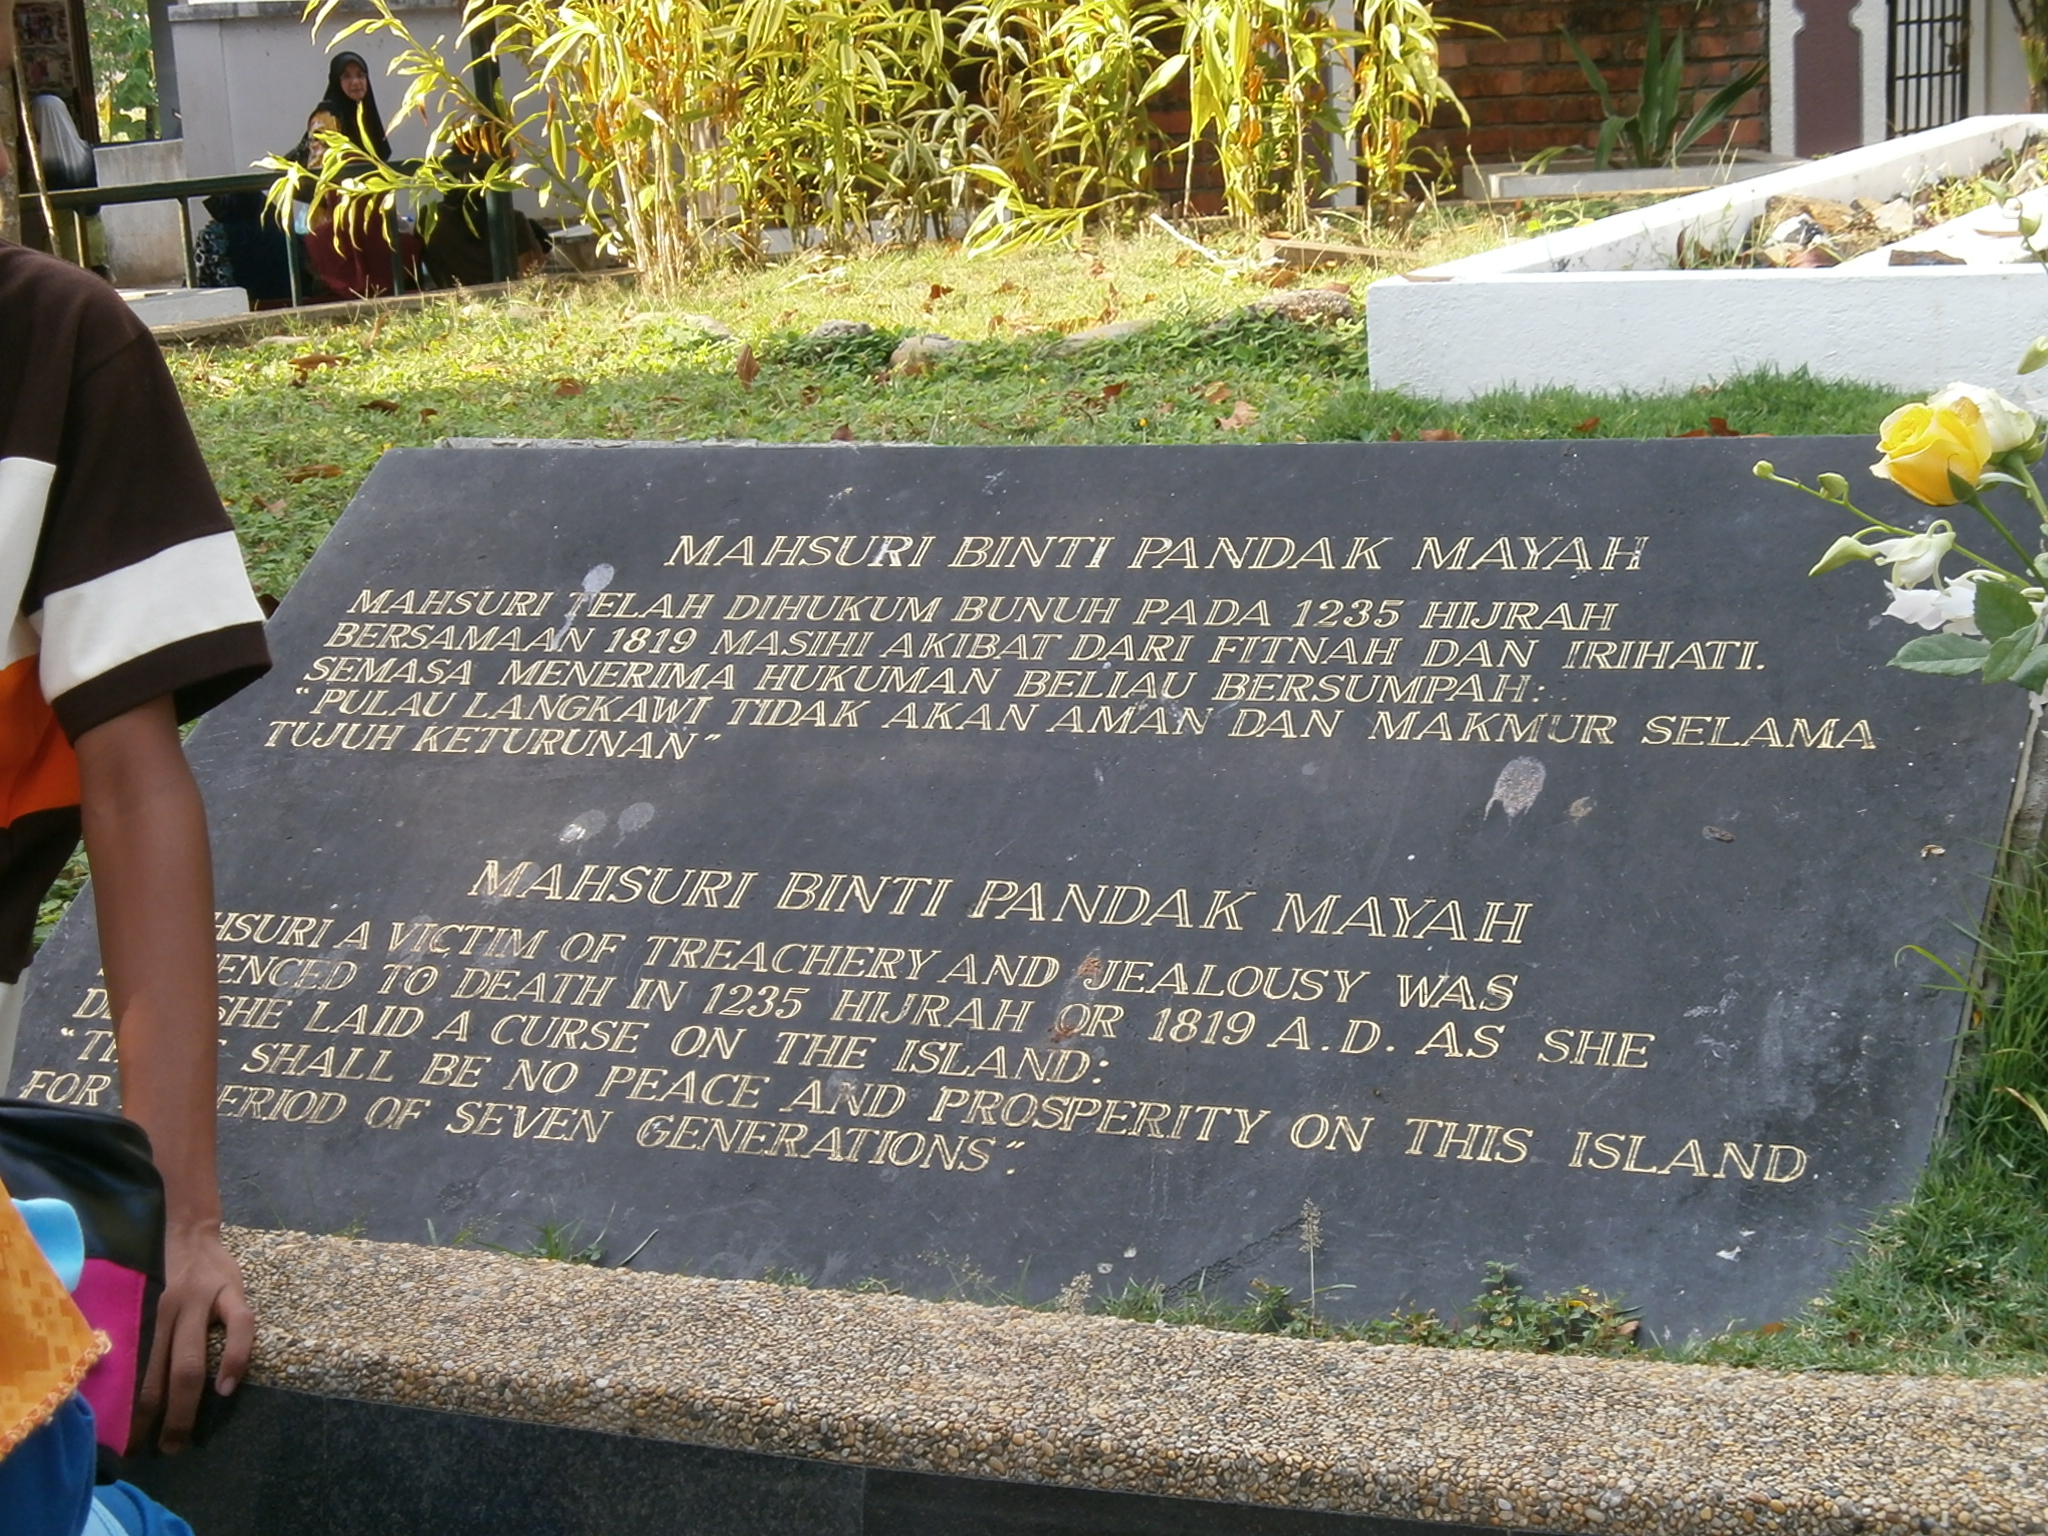 MAHSURI BINTI PANDAK MAYAH
MAHSURI TELAH DIHUKUM BUNUH PADA 1235 HIJRAH
BERSAMAAN 1819 MASIHI AKIBAT DARI FITNAH DAN IRIHATI.
SEMASA MENERIMA HUKUMAN BELIAU BERSUMPAH:
"PULAU LANGKAWI TIDAK AKAN AMAN DAN MAKMUR SELAMA
TUJUH KETURUNAN"
MAHSURI BINTI PANDAK MAYAH
HSURI A VICTIM OF TREACHERY AND JEALOUSY WAS
ENCED TO DEATH IN 1235 HIJRAH OR 1819 A.D. AS SHE
SHE LAID A CURSE ON THE ISLAND:
SHALL BE NO PEACE AND PROSPERITY ON THIS ISLAND
FOR ERIOD OF SEVEN GENERATIONS".